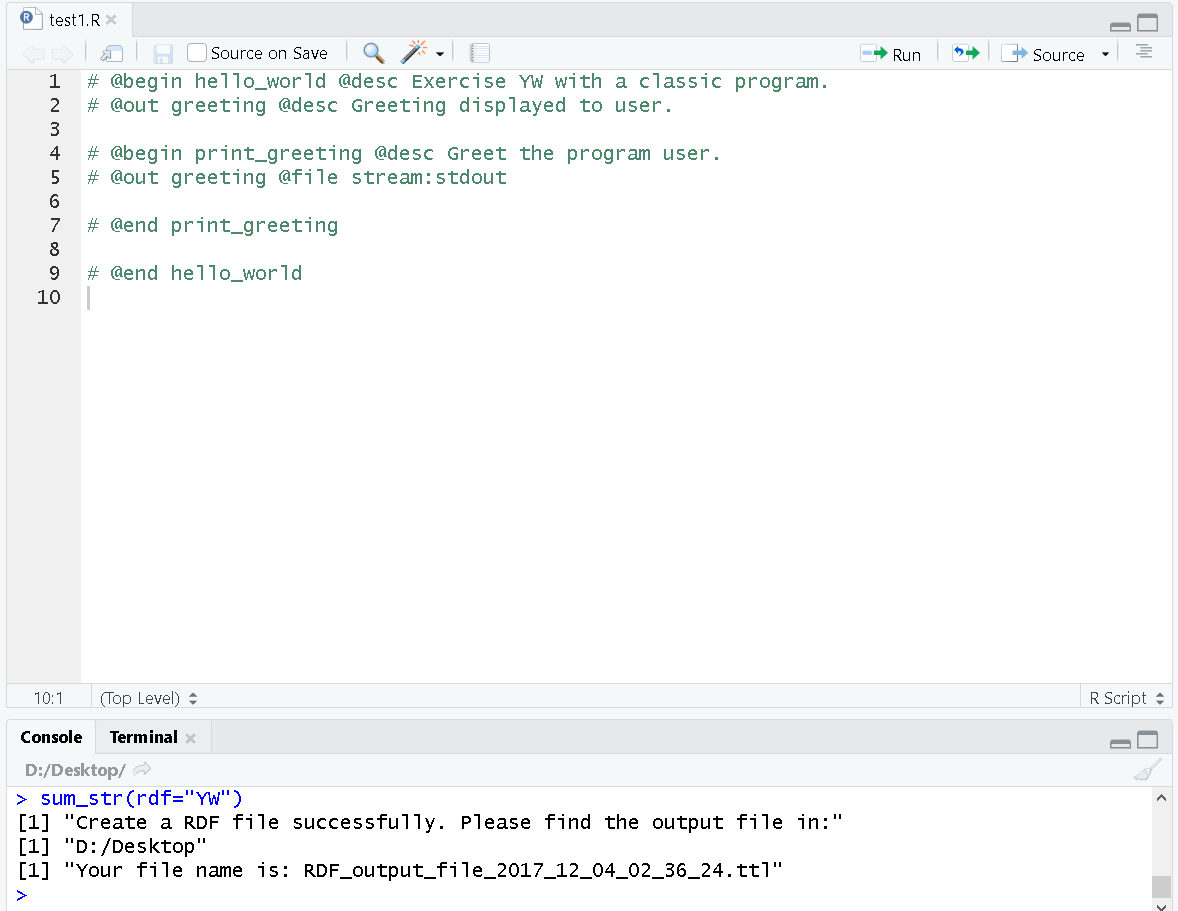 test1.R
Source on Save
Run
Source
1 # @begin hello_world @desc Exercise YW with a classic program.
2 # @out greeting @desc Greeting displayed to user.
3
4 # @begin print_greeting @desc Greet the program user.
5 # @out greeting @file stream:stdout
6
7 # @end print_greeting
8
9 # @end hello_world
10
10:1 (Top Level) R Script
Console Terminal
D:/Desktop/
> sum_str(rdf="YW")
[1] "Create a RDF file successfully. Please find the output file in:"
[1] "D:/Desktop"
[1] "Your file name is: RDF_output_file_2017_12_04_02_36_24.ttl"
>